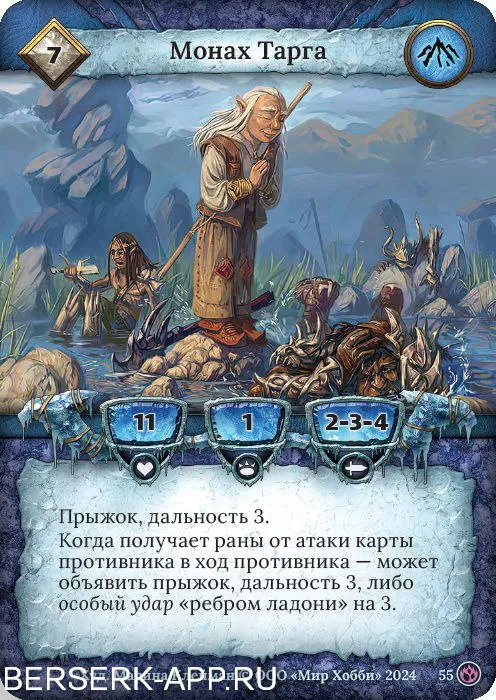 7
Монах Тарга
11
1
2-3-4
Прыжок, дальность 3.
Когда получает раны от атаки карты
противника в ход противника — может
объявить прыжок, дальность 3, либо
особый удар «ребром ладони» на 3.
ООО «Мир Хобби» 2024
55
BERSERK-APP.RU